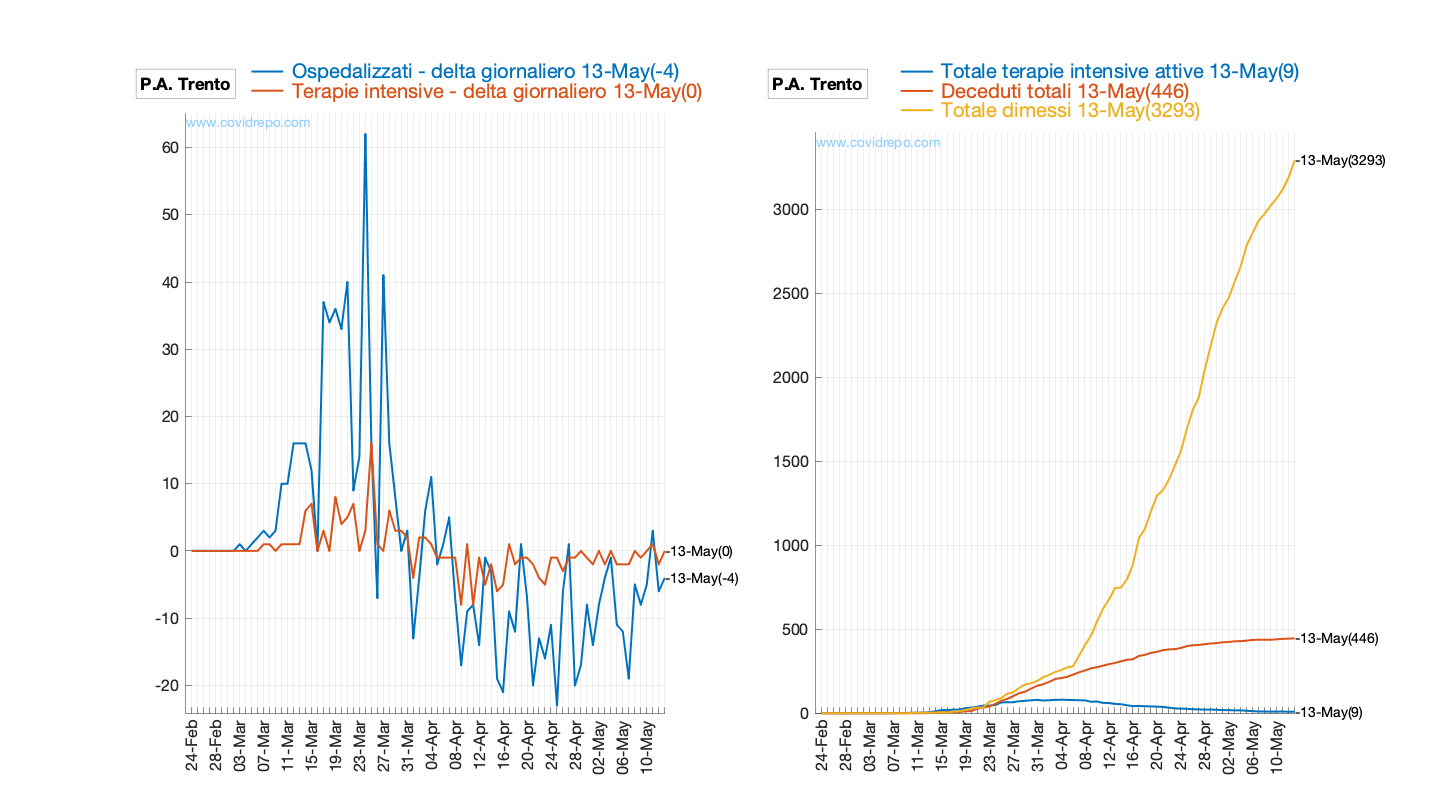 P.A. Trento
Ospedalizzati - delta giornaliero 13-May(-4)
Terapie intensive - delta giornaliero 13-May(0)
www.covidrepo.com
60
50
40
30
20
10
0
-10
-20
-13-May(0)
-13-May(-4)
24-Feb
28-Feb
03-Mar
07-Mar
11-Mar
15-Mar
19-Mar
23-Mar
27-Mar
31-Mar
04-Apr
08-Apr
12-Apr
16-Apr
20-Apr
24-Apr
28-Apr
02-May
06-May
10-May
P.A. Trento
Totale terapie intensive attive 13-May(9)
Deceduti totali 13-May(446)
Totale dimessi 13-May(3293)
www.covidrepo.com
3000
2500
2000
1500
1000
500
0
-13-May(3293)
-13-May(446)
-13-May(9)
24-Feb
28-Feb
03-Mar
07-Mar
11-Mar
15-Mar
19-Mar
23-Mar
27-Mar
31-Mar
04-Apr
08-Apr
12-Apr
16-Apr
20-Apr
24-Apr
28-Apr
02-May
06-May
10-May